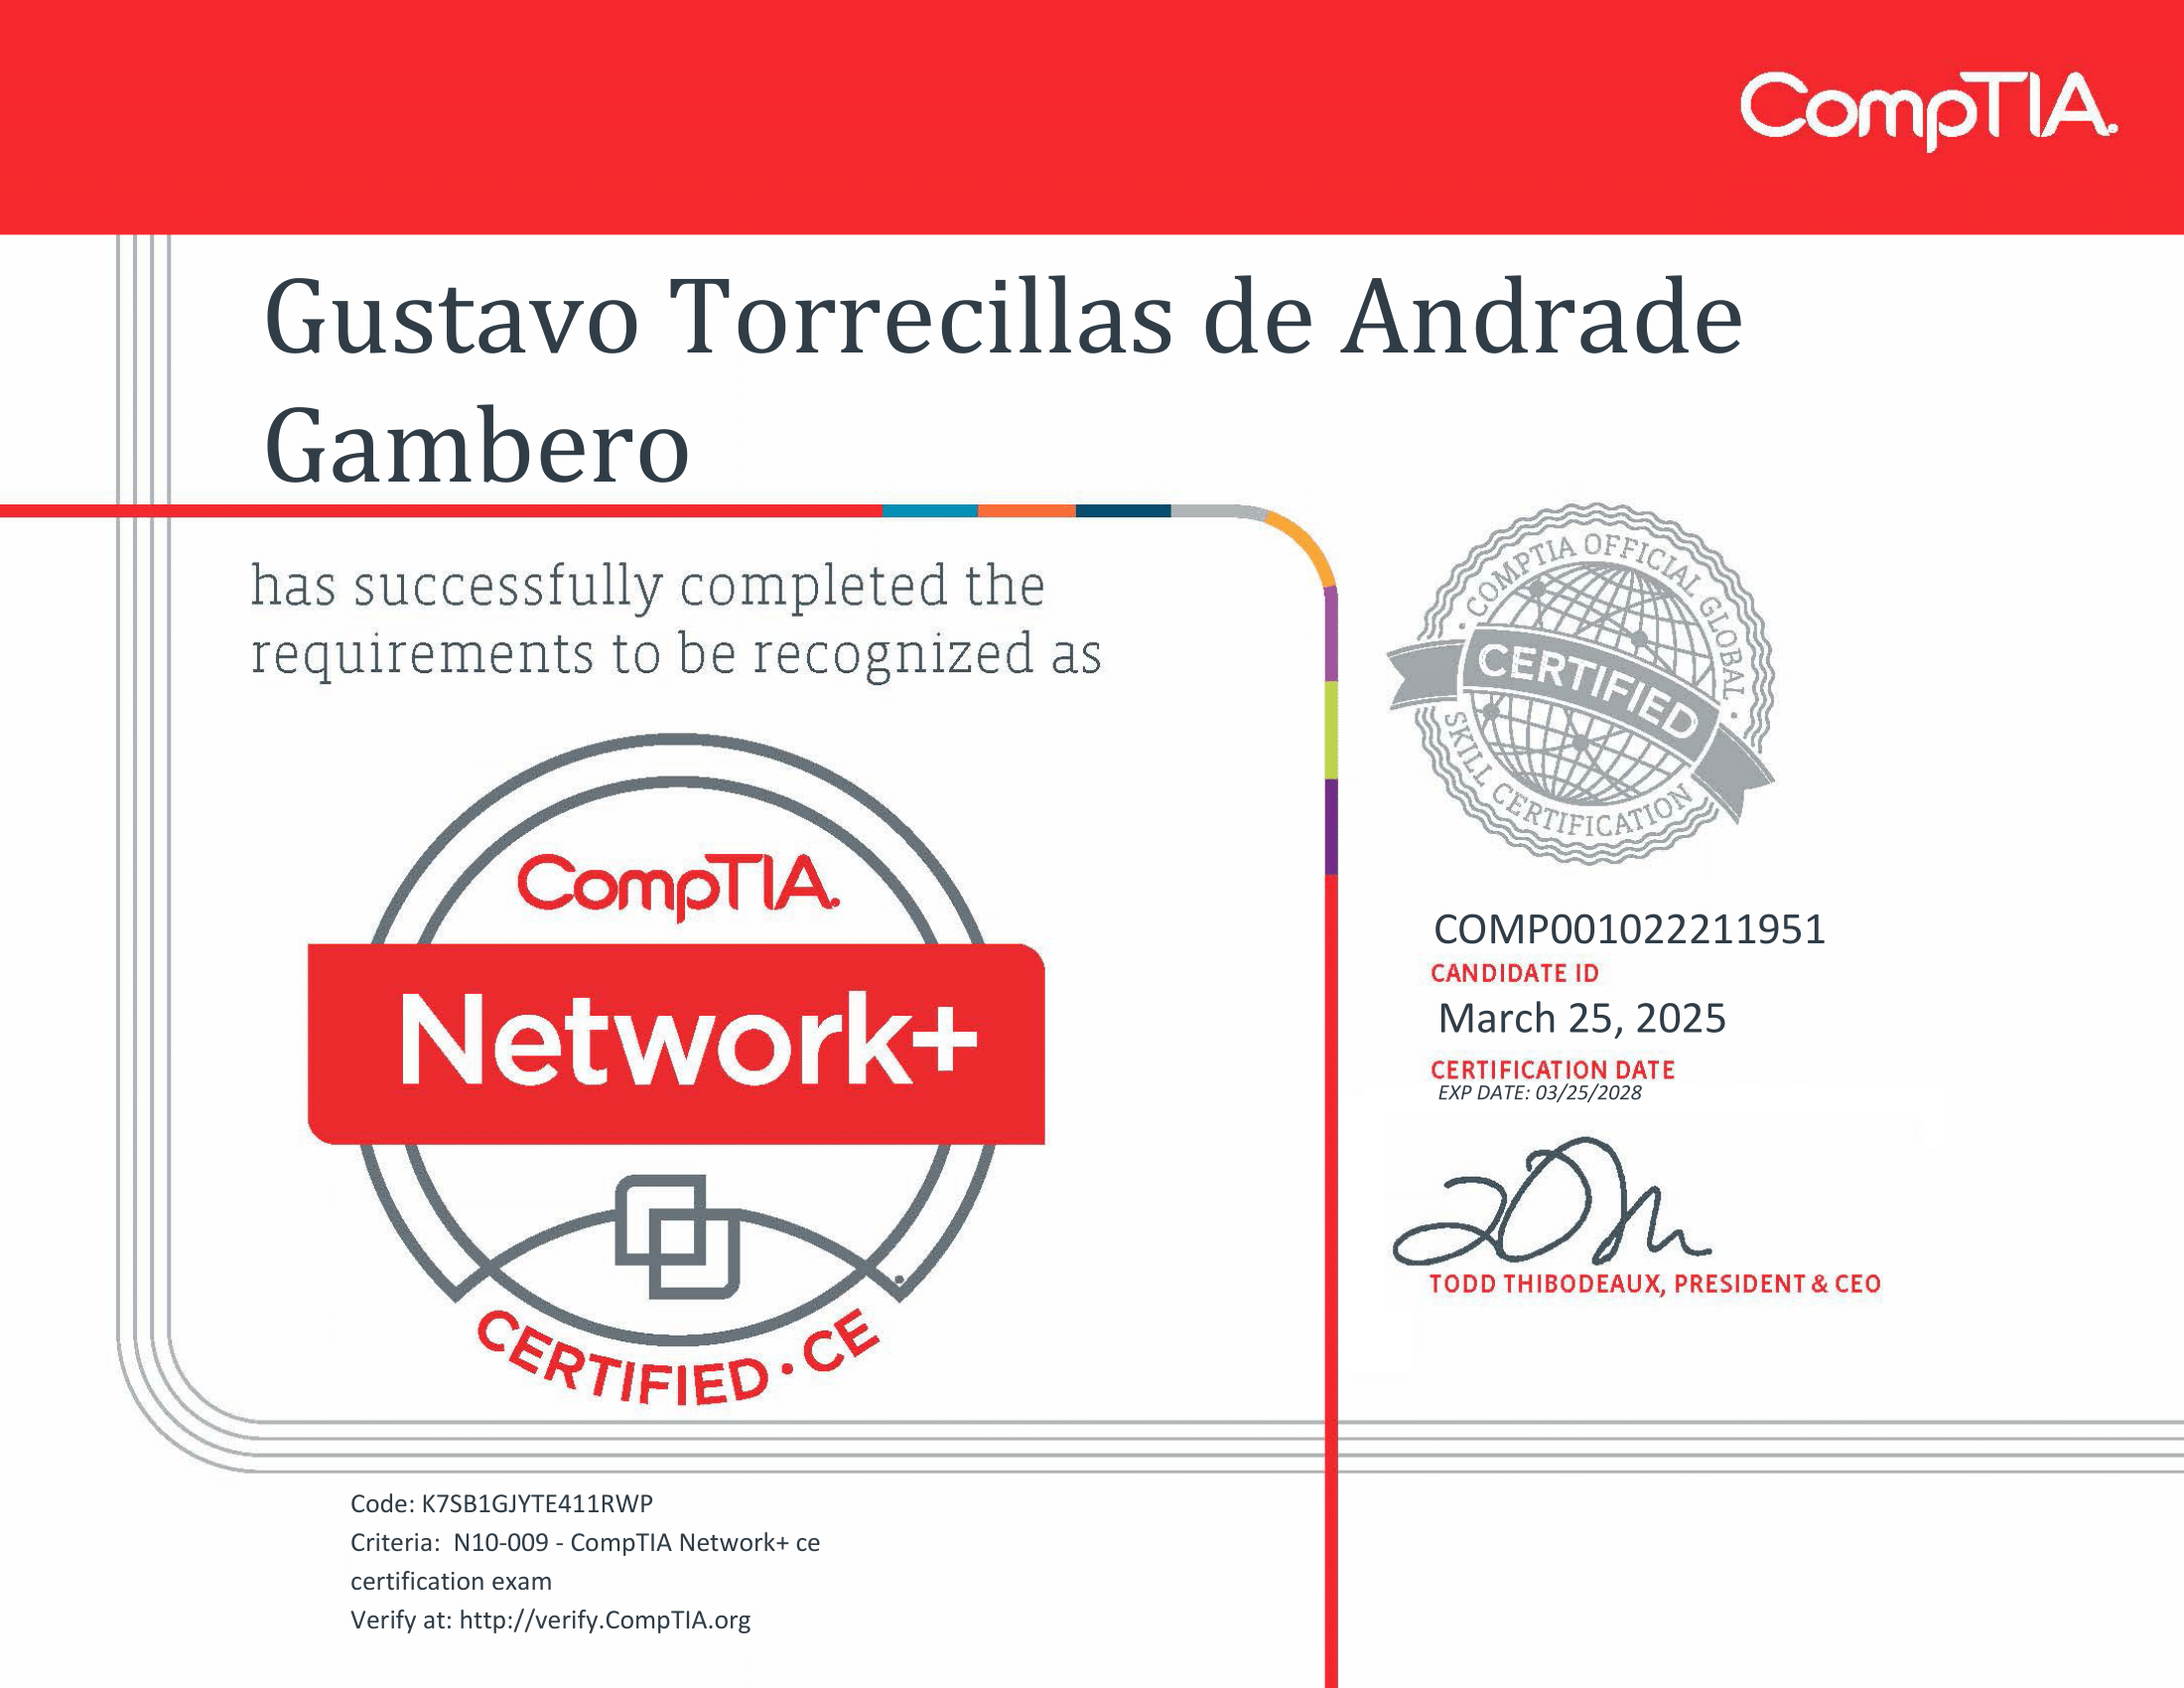 CompTIA.
Gustavo Torrecillas de Andrade
Gambero
has successfully completed the
requirements to be recognized as
CompTIA.
Network+
CERTIFIED • CE
• COMPTIA OFFICIAL GLOBAL •
CERTIFIED
SKILL CERTIFICATION
COMP001022211951
CANDIDATE ID
March 25, 2025
CERTIFICATION DATE
EXP DATE: 03/25/2028
TODD THIBODEAUX, PRESIDENT & CEO
Code: K7SB1GJYTE411RWP
Criteria:  N10-009 - CompTIA Network+ ce
certification exam
Verify at: http://verify.CompTIA.org